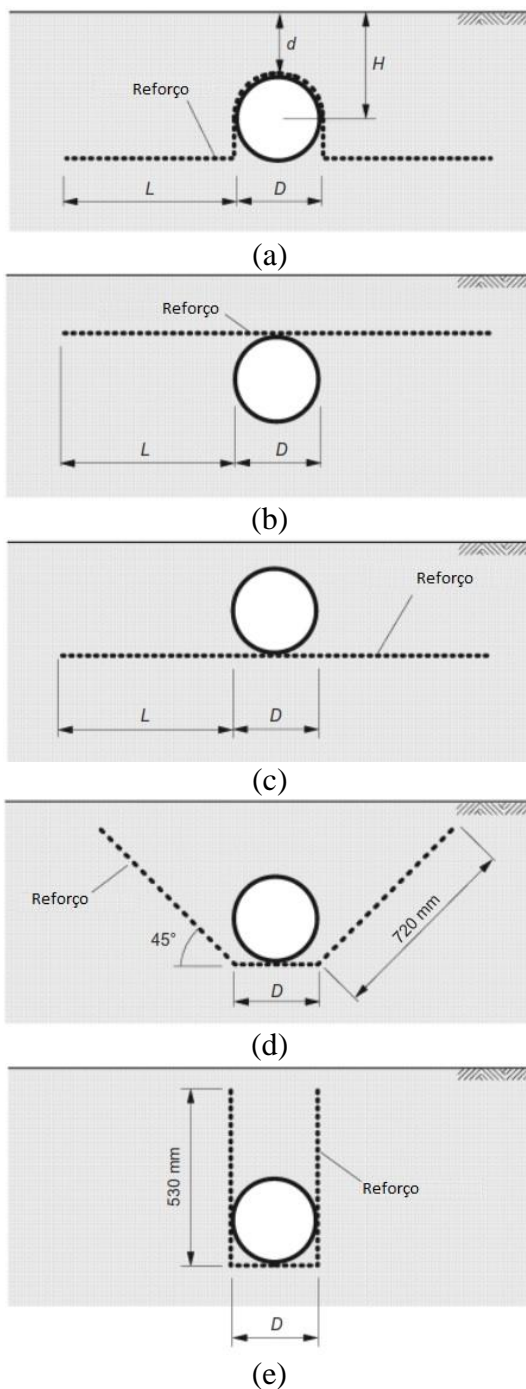 d
H
Reforço
L
D
(a)
Reforço
L
D
(b)
Reforço
L
D
(c)
Reforço
45°
720 mm
D
(d)
530 mm
Reforço
D
(e)